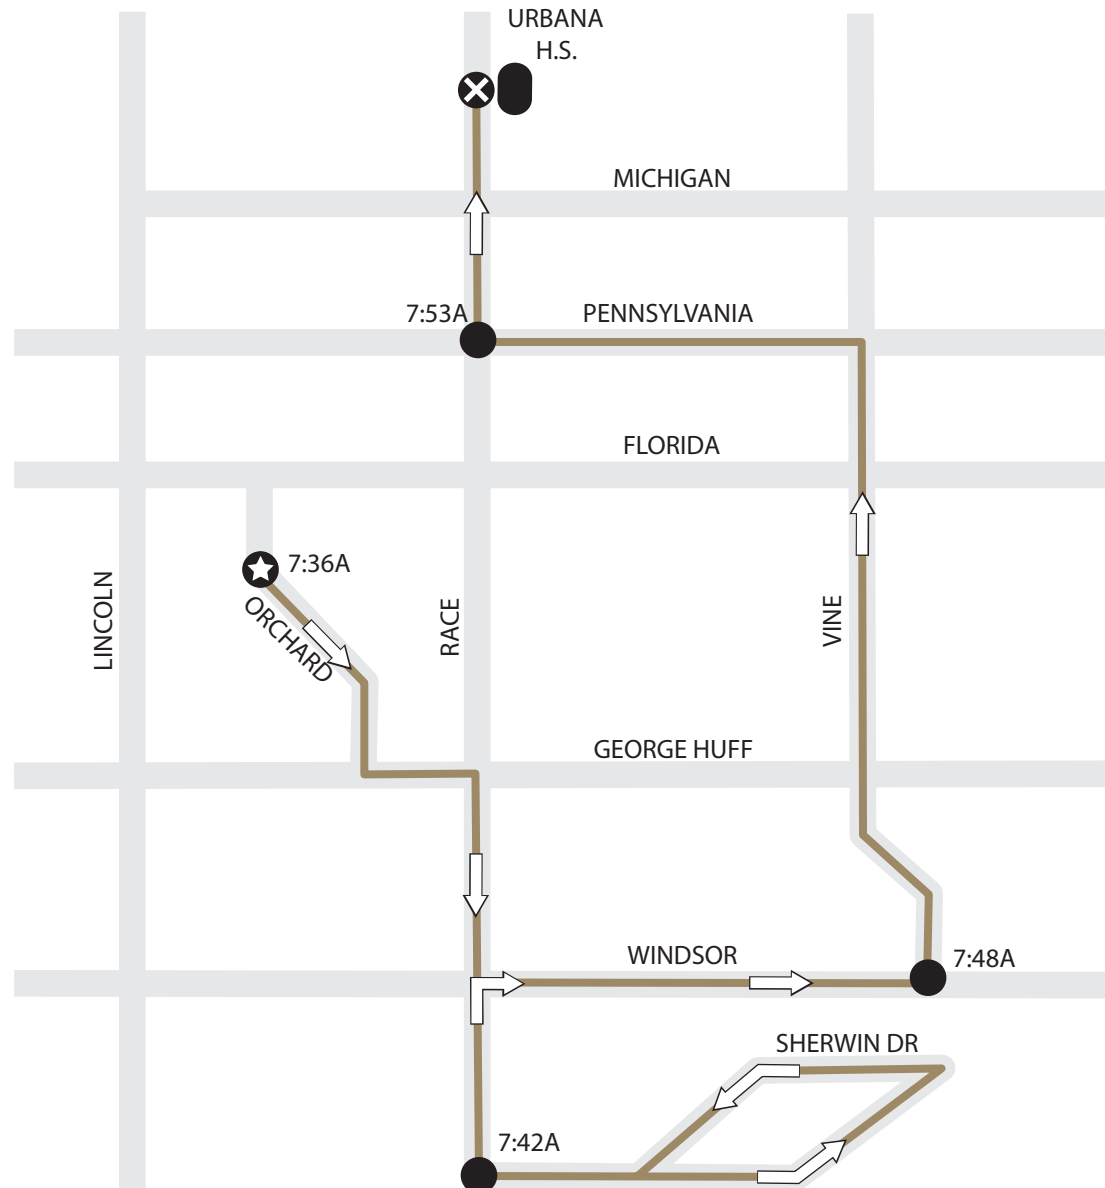 URBANA
H.S.
MICHIGAN
7:53A
PENNSYLVANIA
FLORIDA
7:36A
ORCHARD
LINCOLN
RACE
VINE
GEORGE HUFF
WINDSOR
7:48A
SHERWIN DR
7:42A